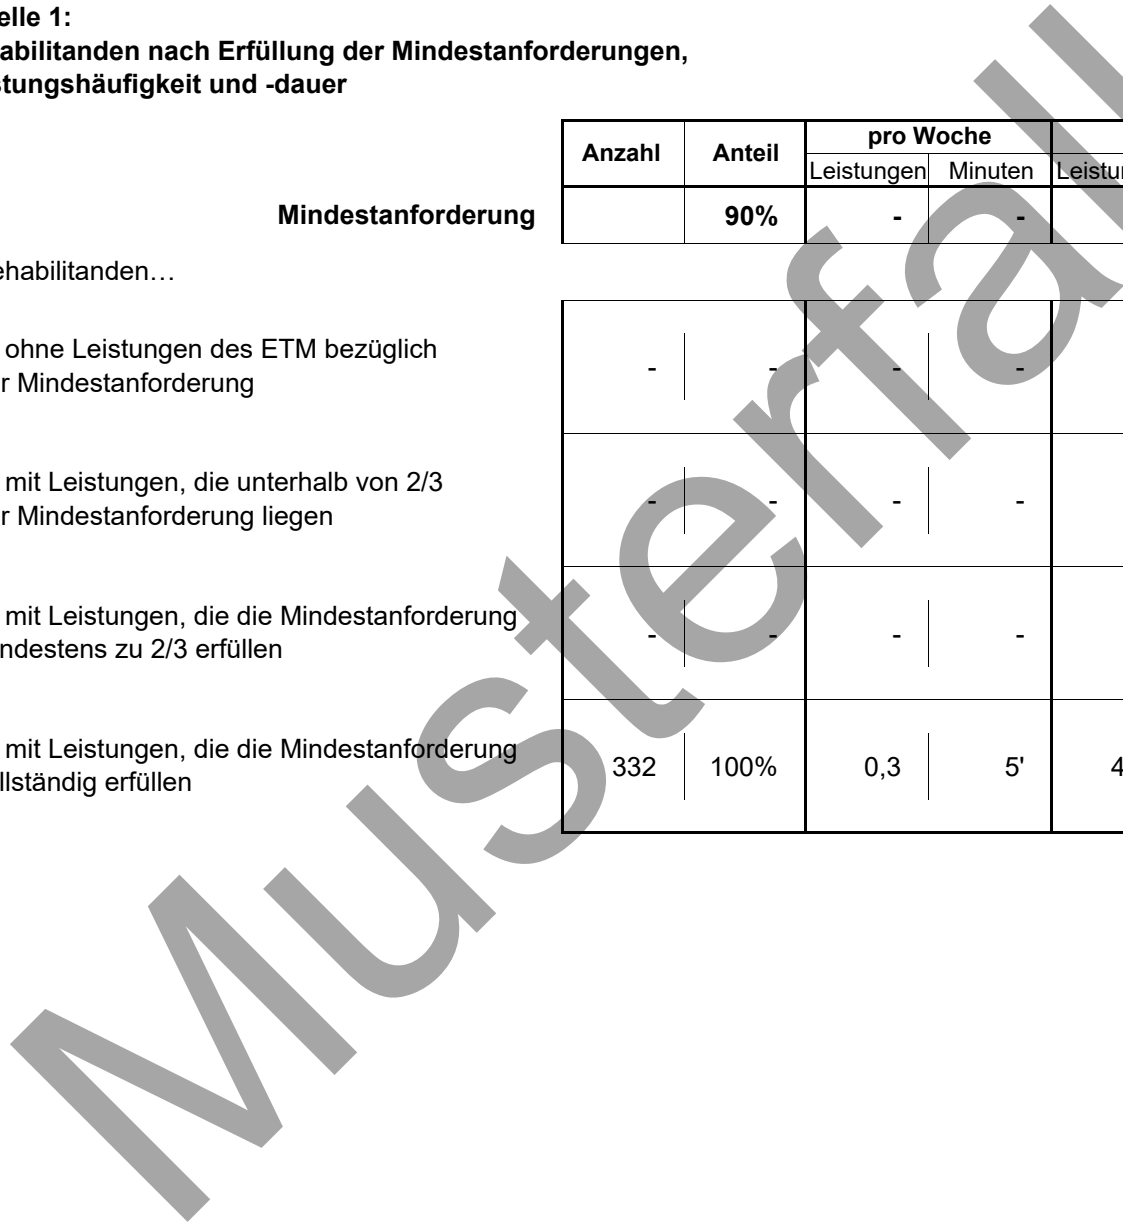 elle 1:
abilitanden nach Erfüllung der Mindestanforderungen,
stungshäufigkeit und -dauer
Anzahl Anteil pro Woche
Leistungen Minuten Leistu
Mindestanforderung 90% - -
ehabilitanden…
ohne Leistungen des ETM bezüglich
r Mindestanforderung
- - - -
mit Leistungen, die unterhalb von 2/3
r Mindestanforderung liegen
- - - -
mit Leistungen, die die Mindestanforderung
ndestens zu 2/3 erfüllen
- - - -
mit Leistungen, die die Mindestanforderung
llständig erfüllen
332 100% 0,3 5' 4
Musterfall